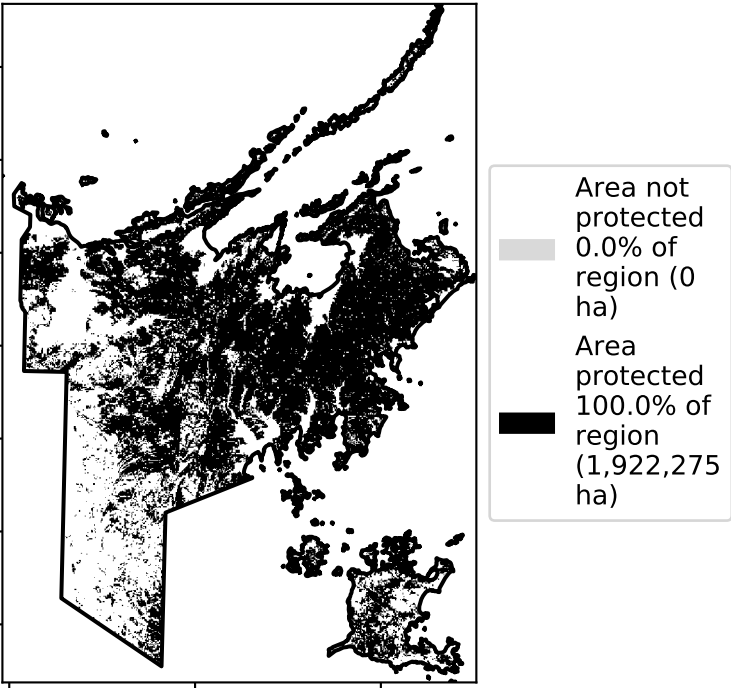 Area not
protected
0.0% of
region (0
ha)
Area
protected
100.0% of
region
(1,922,275
ha)